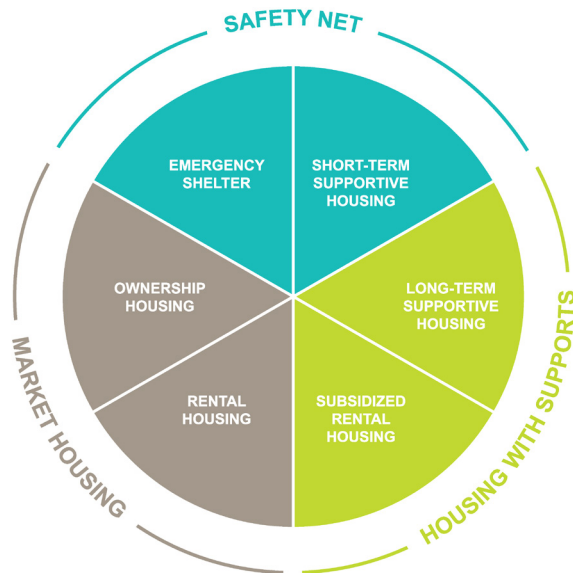 SAFETY NET
EMERGENCY
SHELTER
SHORT-TERM
SUPPORTIVE
HOUSING
OWNERSHIP
HOUSING
LONG-TERM
SUPPORTIVE
HOUSING
RENTAL
HOUSING
SUBSIDIZED
RENTAL
HOUSING
MARKET HOUSING
HOUSING WITH SUPPORTS